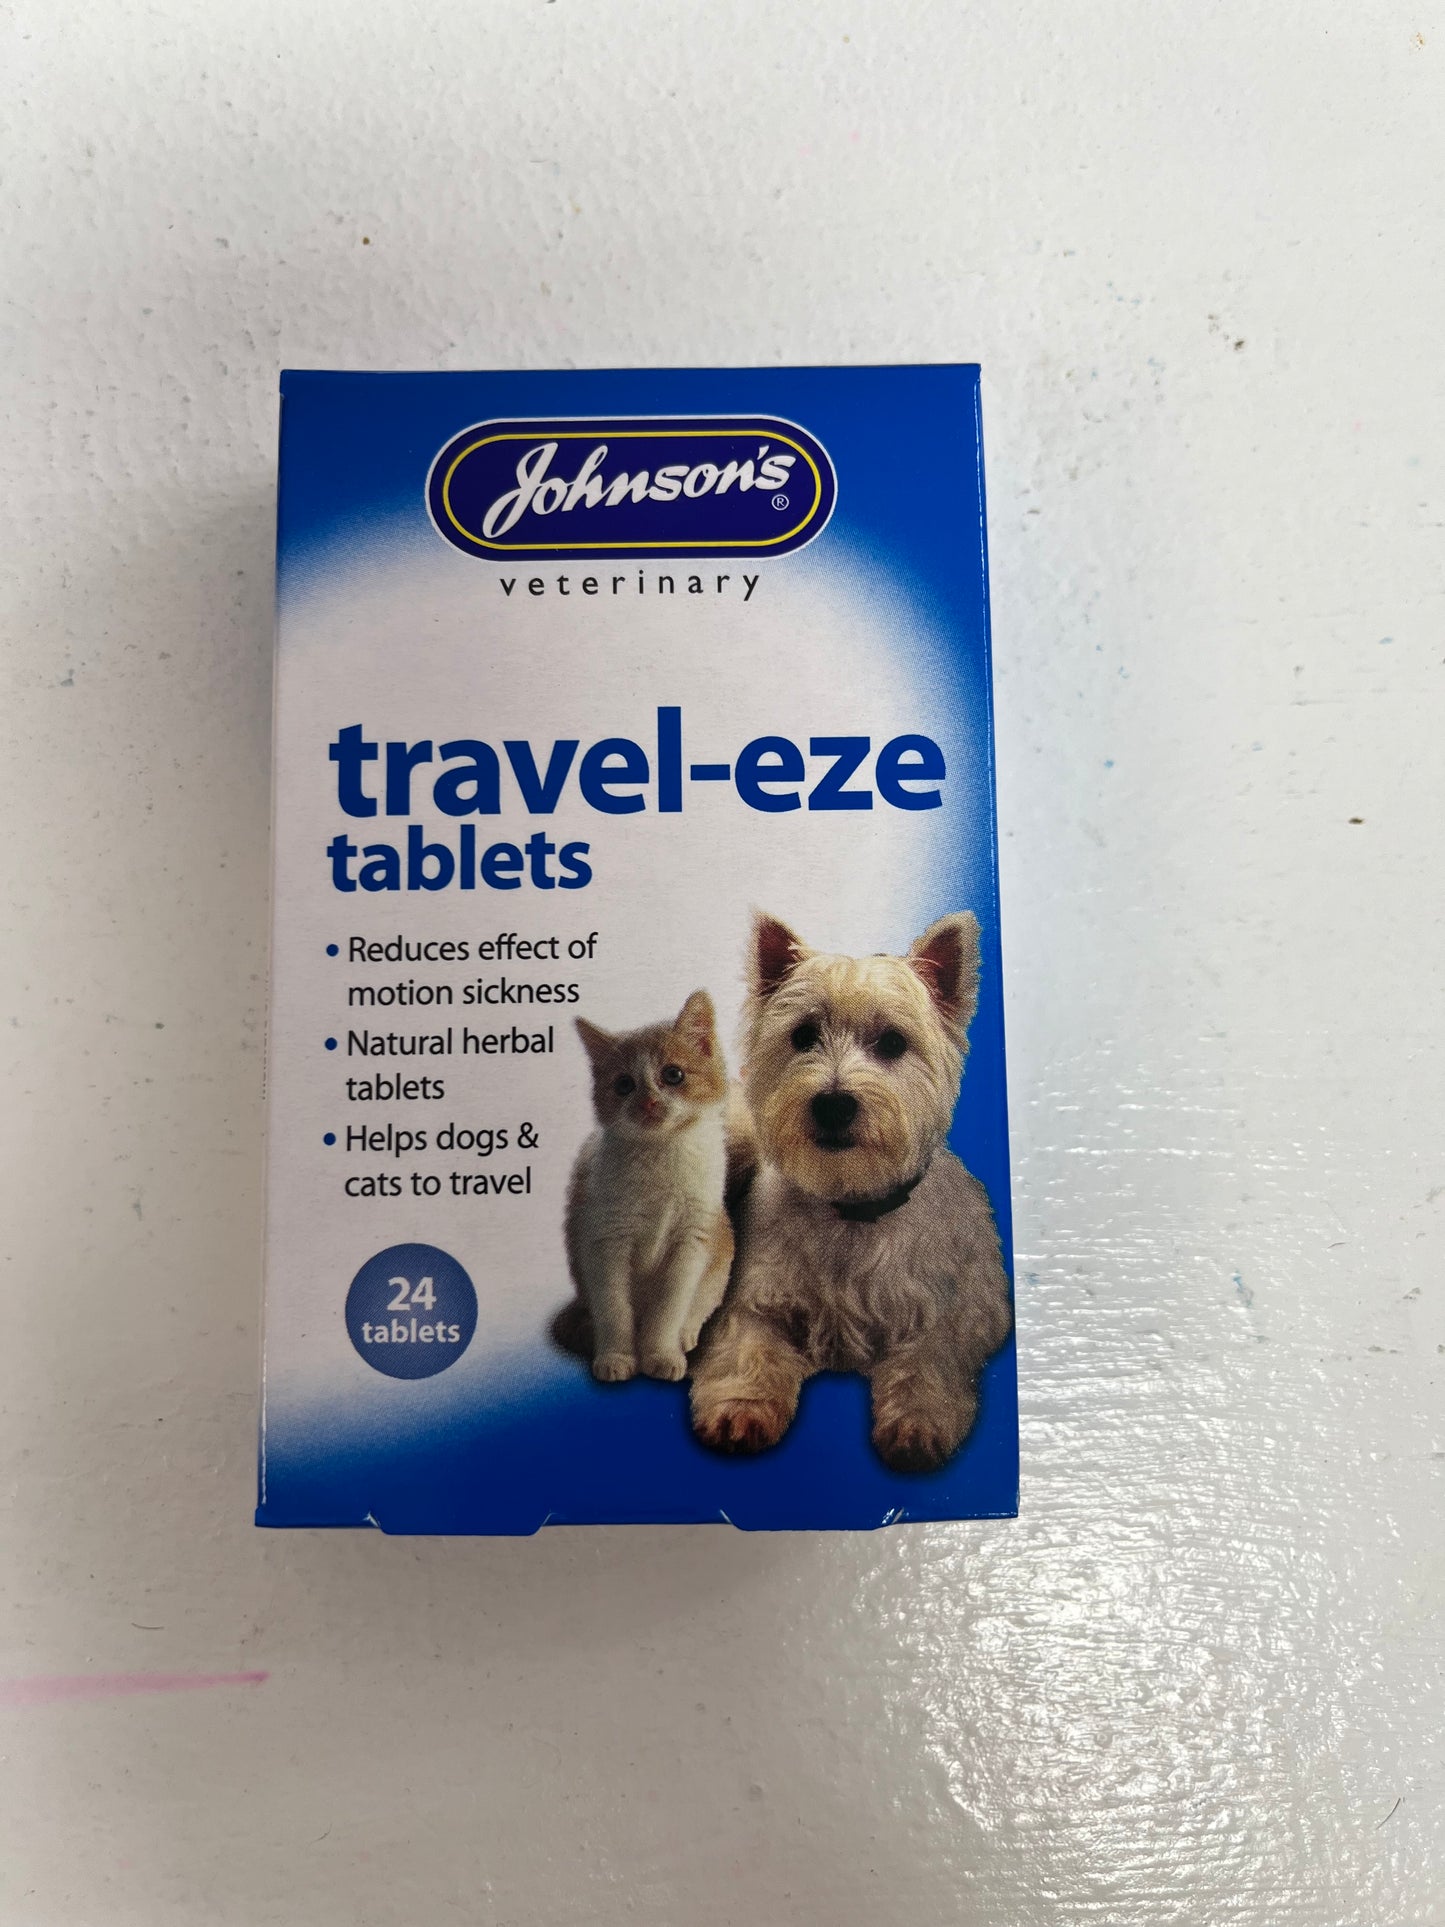 Johnson's®
veterinary
travel-eze
tablets
• Reduces effect of
motion sickness
• Natural herbal
tablets
• Helps dogs &
cats to travel
24
tablets